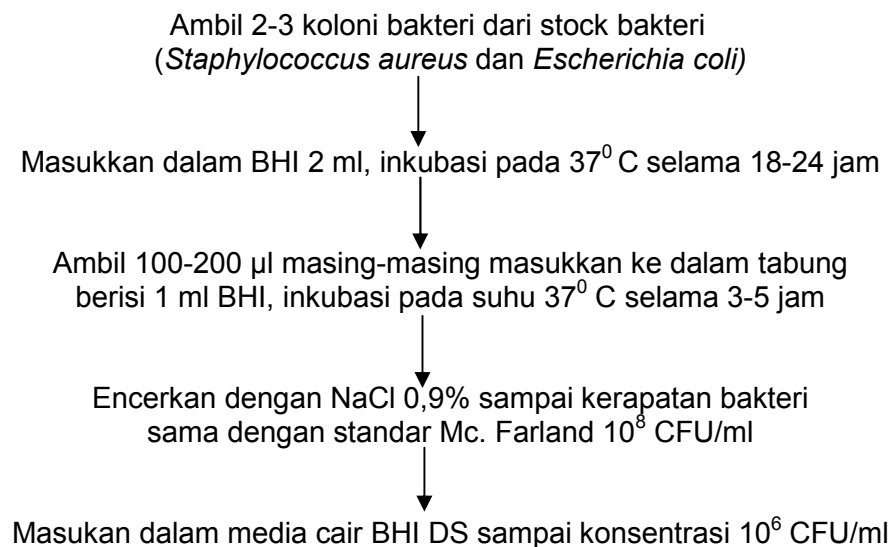 Ambil 2-3 koloni bakteri dari stock bakteri
(Staphylococcus aureus dan Escherichia coli)
Masukkan dalam BHI 2 ml, inkubasi pada 37⁰ C selama 18-24 jam
Ambil 100-200 µl masing-masing masukkan ke dalam tabung
berisi 1 ml BHI, inkubasi pada suhu 37⁰ C selama 3-5 jam
Encerkan dengan NaCl 0,9% sampai kerapatan bakteri
sama dengan standar Mc. Farland 10⁸ CFU/ml
Masukan dalam media cair BHI DS sampai konsentrasi 10⁶ CFU/ml